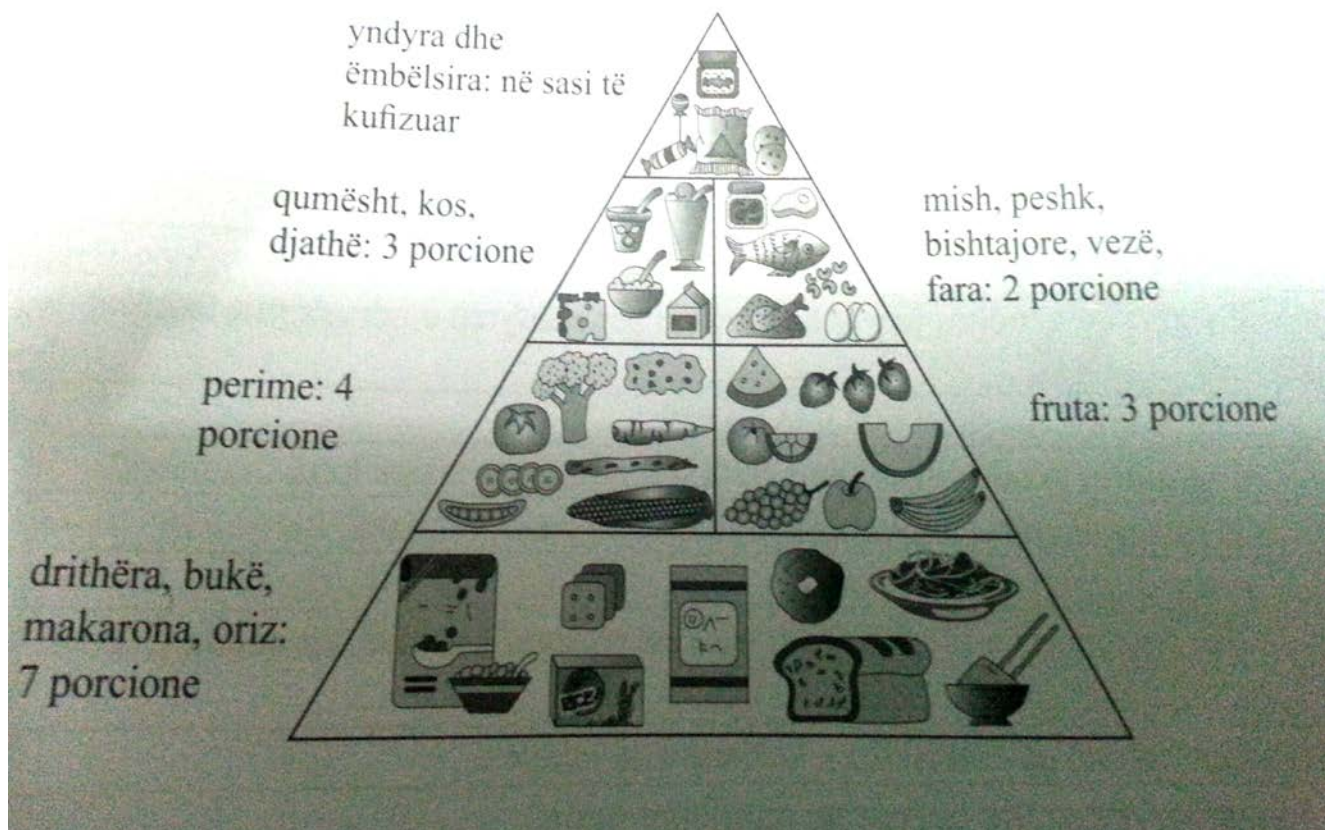 yndyra dhe
ëmbëlsira: në sasi të
kufizuar
qumësht, kos,
djathë: 3 porcione
mish, peshk,
bishtajore, vezë,
fara: 2 porcione
perime: 4
porcione
fruta: 3 porcione
drithëra, bukë,
makarona, oriz:
7 porcione